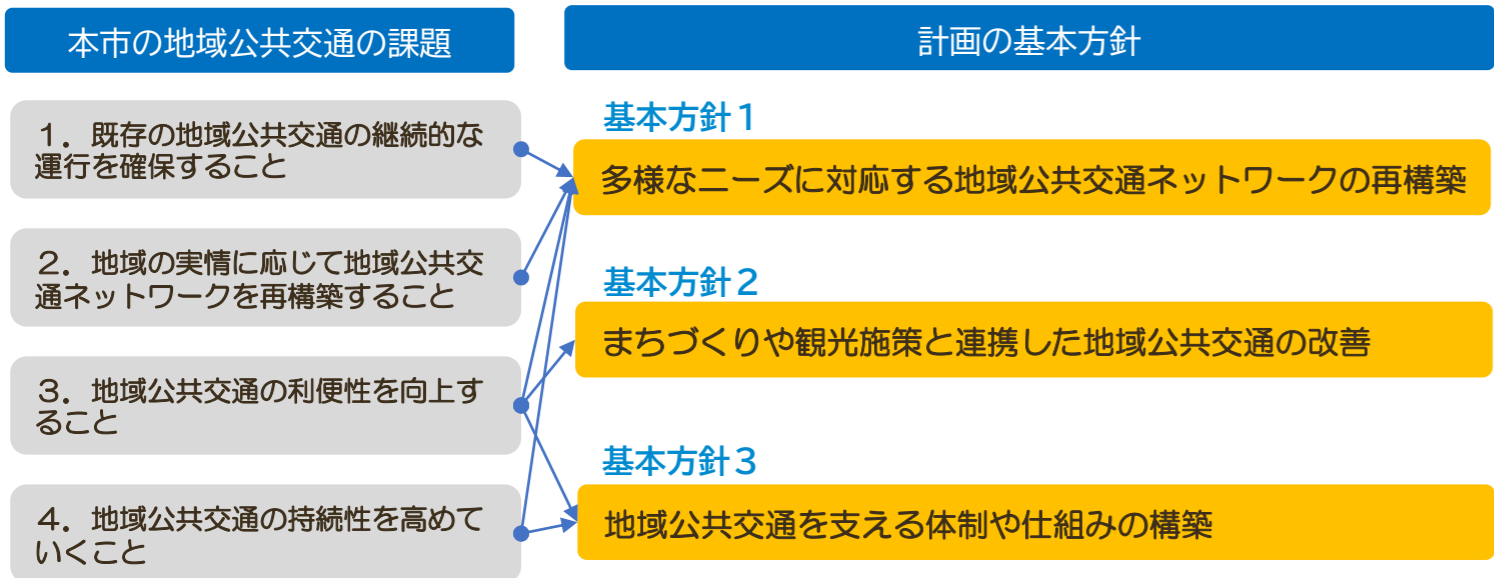 本市の地域公共交通の課題
計画の基本方針
１．既存の地域公共交通の継続的な
運行を確保すること
２．地域の実情に応じて地域公共交
通ネットワークを再構築すること
３．地域公共交通の利便性を向上す
ること
４．地域公共交通の持続性を高めて
いくこと
基本方針１
多様なニーズに対応する地域公共交通ネットワークの再構築
基本方針２
まちづくりや観光施策と連携した地域公共交通の改善
基本方針３
地域公共交通を支える体制や仕組みの構築